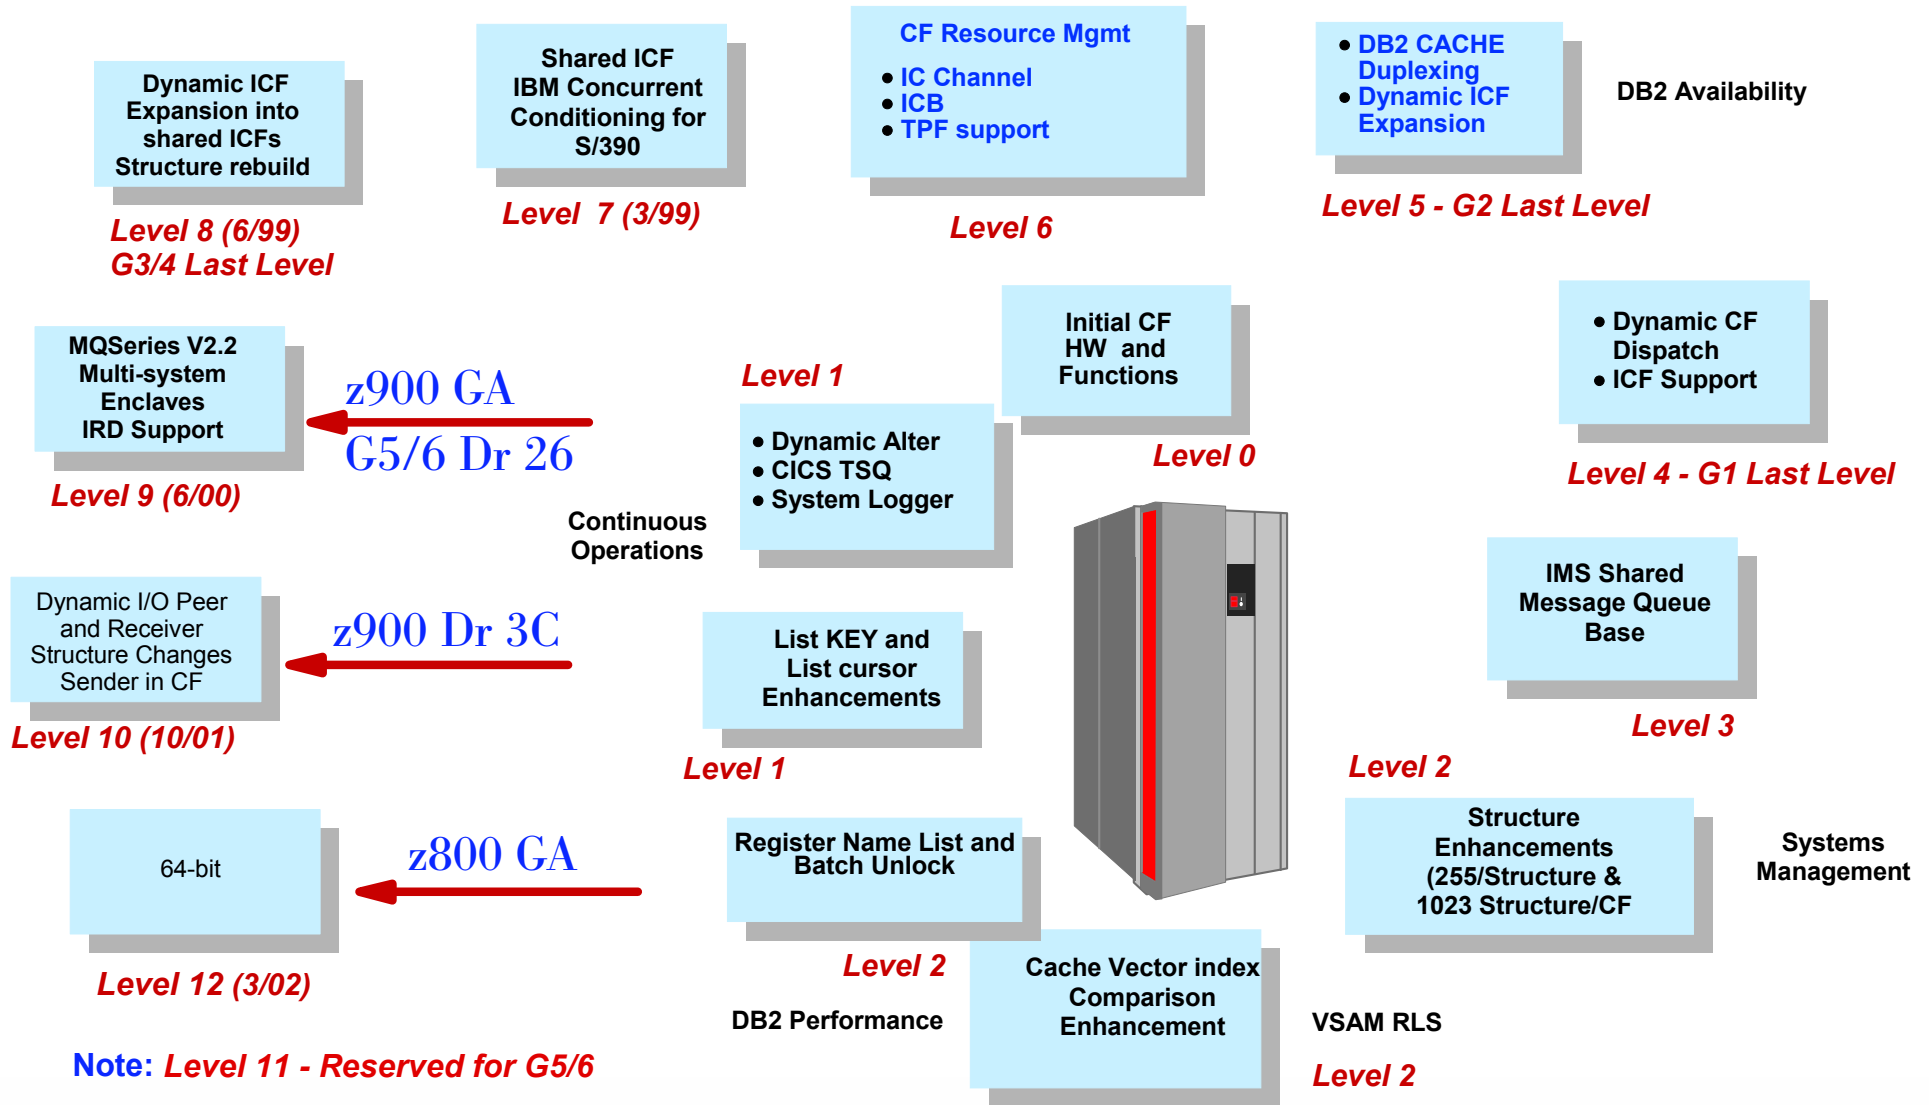 Dynamic ICF
Expansion into
shared ICFs
Structure rebuild
Level 8 (6/99)
G3/4 Last Level
Shared ICF
IBM Concurrent
Conditioning for
S/390
Level 7 (3/99)
CF Resource Mgmt
• IC Channel
• ICB
• TPF support
Level 6
• DB2 CACHE
Duplexing
• Dynamic ICF
Expansion
DB2 Availability
Level 5 - G2 Last Level
MQSeries V2.2
Multi-system
Enclaves
IRD Support
Level 9 (6/00)
z900 GA
G5/6 Dr 26
Level 1
• Dynamic Alter
• CICS TSQ
• System Logger
Continuous
Operations
Initial CF
HW and
Functions
Level 0
• Dynamic CF
Dispatch
• ICF Support
Level 4 - G1 Last Level
Dynamic I/O Peer
and Receiver
Structure Changes
Sender in CF
Level 10 (10/01)
z900 Dr 3C
List KEY and
List cursor
Enhancements
Level 1
IMS Shared
Message Queue
Base
Level 3
64-bit
Level 12 (3/02)
z800 GA
Register Name List and
Batch Unlock
Level 2
DB2 Performance
Cache Vector index
Comparison
Enhancement
VSAM RLS
Level 2
Level 2
Structure
Enhancements
(255/Structure &
1023 Structure/CF
Systems
Management
Note: Level 11 - Reserved for G5/6